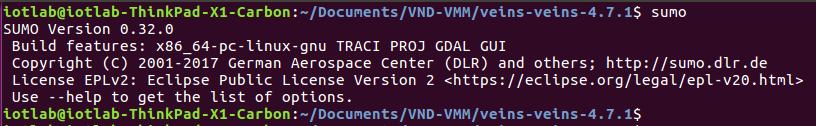 iotlab@iotlab-ThinkPad-X1-Carbon:~/Documents/VND-VMM/veins-veins-4.7.1$ sumo
SUMO Version 0.32.0
 Build features: x86_64-pc-linux-gnu TRACI PROJ GDAL GUI
 Copyright (C) 2001-2017 German Aerospace Center (DLR) and others; http://sumo.dlr.de
 License EPLv2: Eclipse Public License Version 2 <https://eclipse.org/legal/epl-v20.html>
 Use --help to get the list of options.
iotlab@iotlab-ThinkPad-X1-Carbon:~/Documents/VND-VMM/veins-veins-4.7.1$